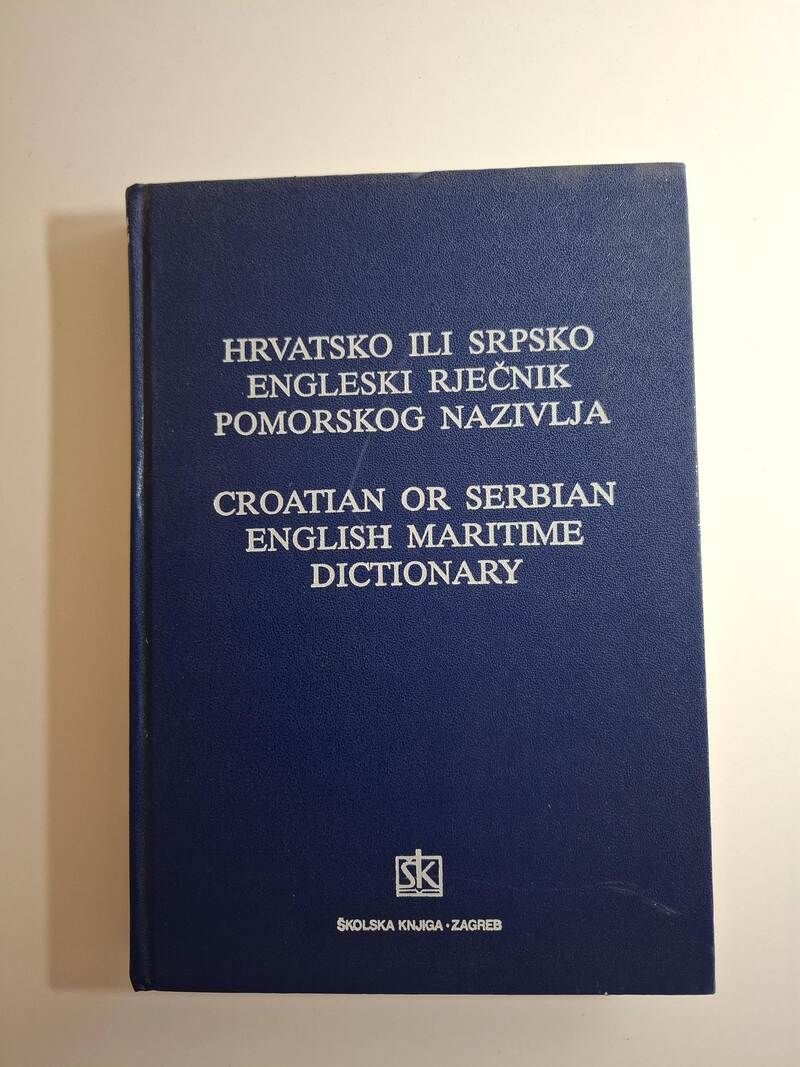 HRVATSKO ILI SRPSKO
ENGLESKI RJEČNIK
POMORSKOG NAZIVLJA
CROATIAN OR SERBIAN
ENGLISH MARITIME
DICTIONARY
ŠK
ŠKOLSKA KNJIGA • ZAGREB